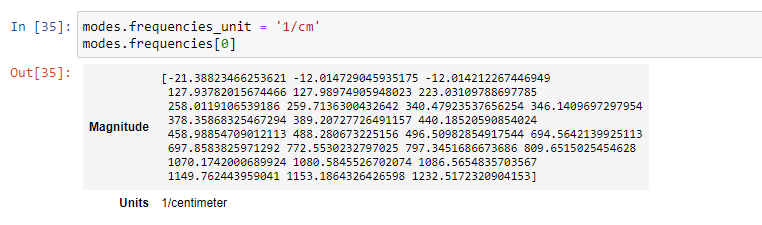 In [35]: modes.frequencies_unit = '1/cm'
modes.frequencies[0]
Out[35]:
[-21.38823466253621 -12.014729045935175 -12.014212267446949
127.93782015674466 127.98974905948023 223.03109788697785
258.0119106539186 259.7136300432642 340.47923537656254 346.1409697297954
378.35868325467294 389.20727726491157 440.18520590854024
Magnitude
458.98854709012113 488.280673225156 496.50982854917544 694.5642139925113
697.8583825971292 772.5530232797025 797.3451686673686 809.6515025454628
1070.1742000689924 1080.5845526702074 1086.5654835703567
1149.762443959041 1153.1864326426598 1232.5172320904153]
Units 1/centimeter